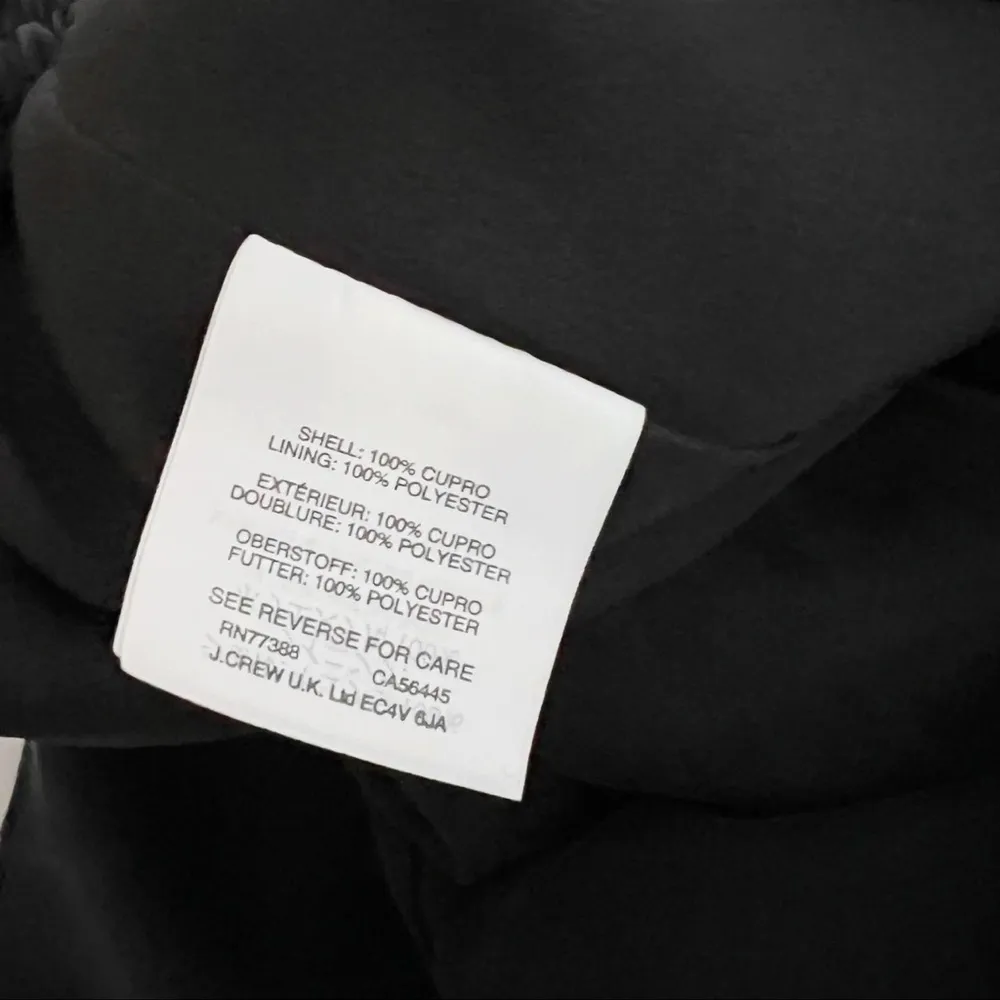 SHELL: 100% CUPRO
LINING: 100% POLYESTER
EXTÉRIEUR: 100% CUPRO
DOUBLURE: 100% POLYESTER
OBERSTOFF: 100% CUPRO
FUTTER: 100% POLYESTER
SEE REVERSE FOR CARE
RN77388 CA56445
J.CREW U.K. Ltd EC4V 6JA